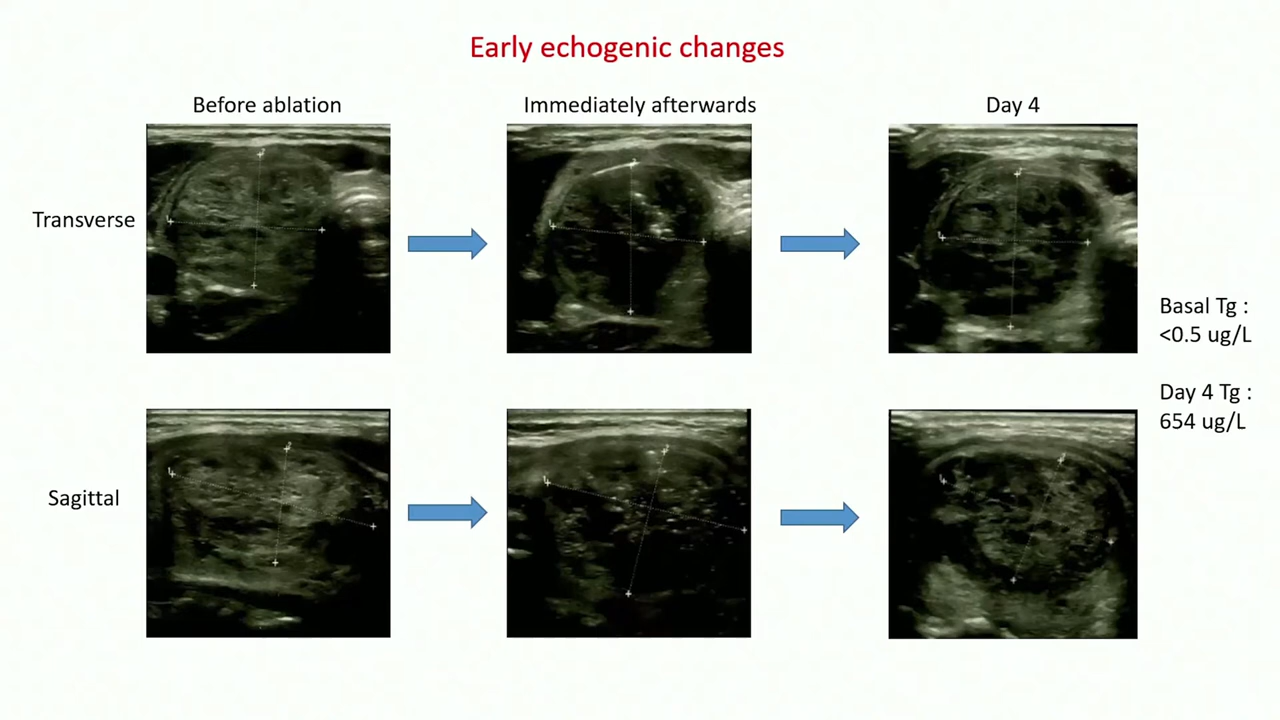 Early echogenic changes
Before ablation
Immediately afterwards
Day 4
Transverse
Basal Tg :
<0.5 ug/L
Day 4 Tg :
654 ug/L
Sagittal